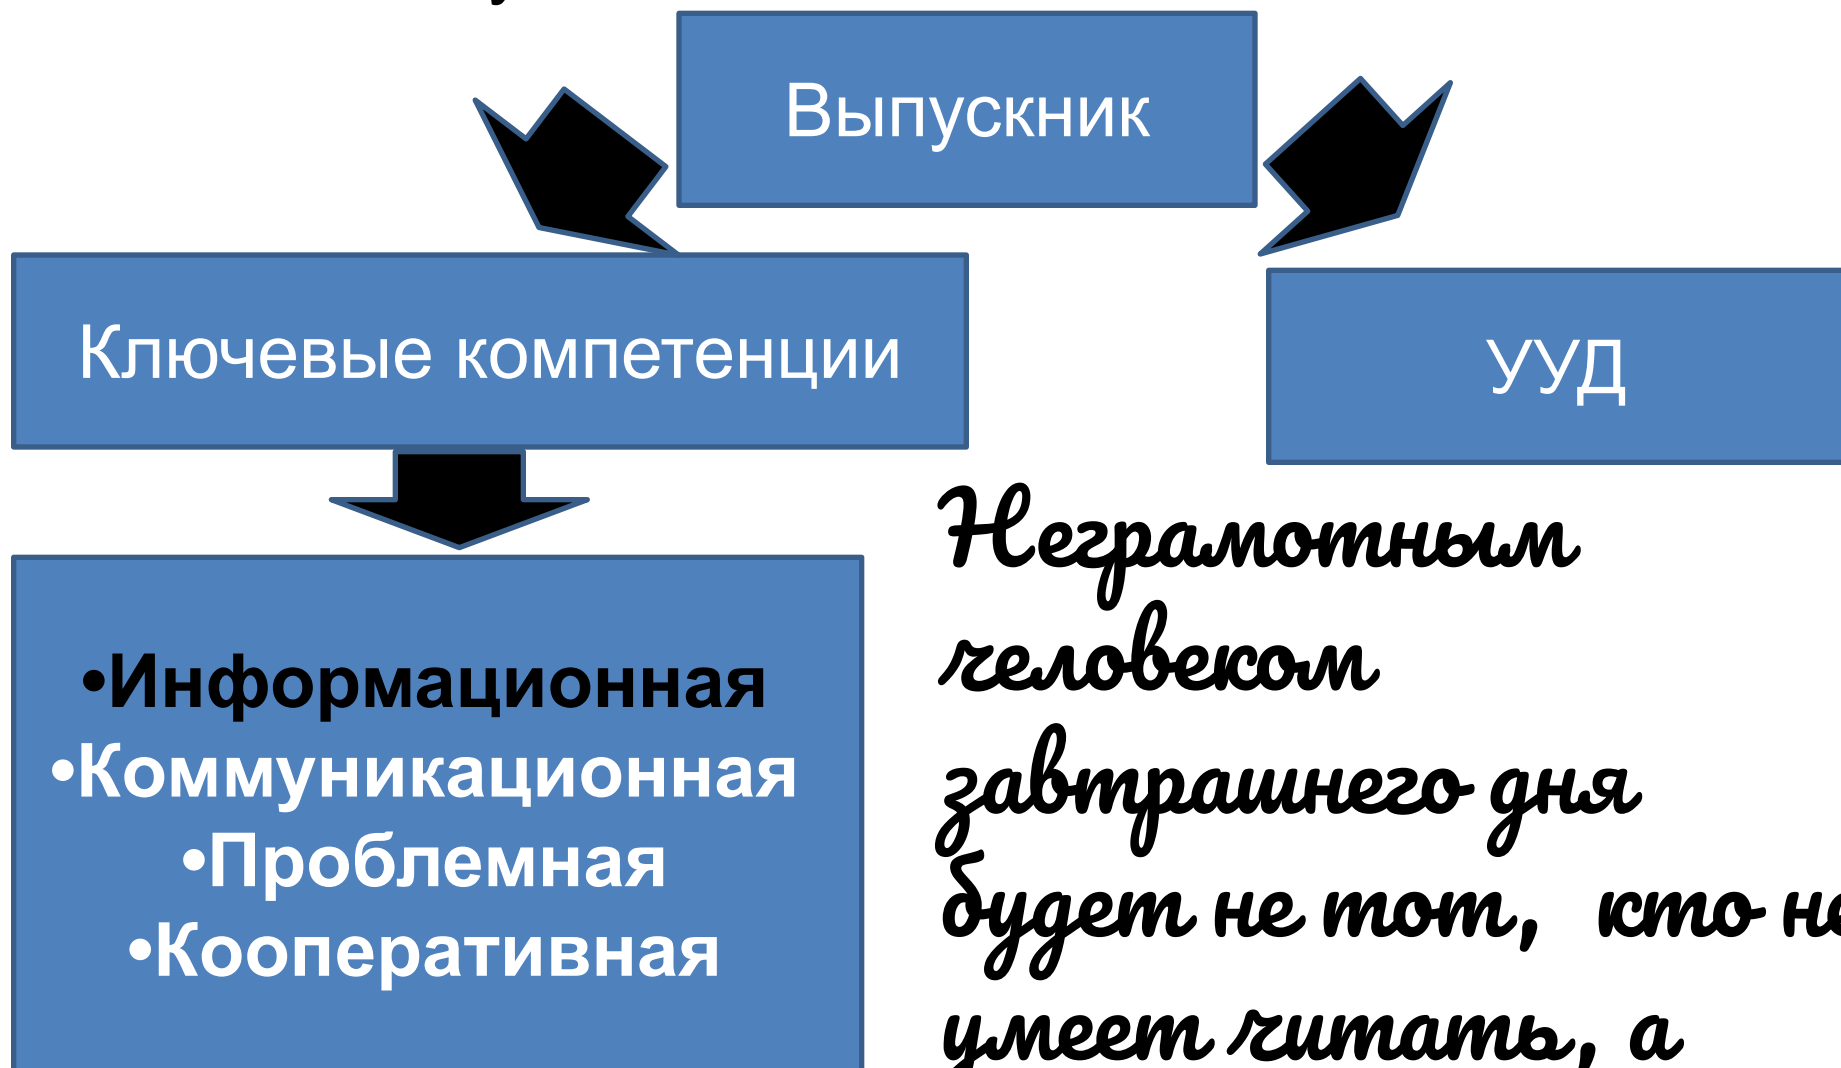 Выпускник
Ключевые компетенции
УУД
•Информационная
•Коммуникационная
•Проблемная
•Кооперативная
Неграмотным
человеком
завтрашнего дня
будет не тот, кто
умеет читать, а